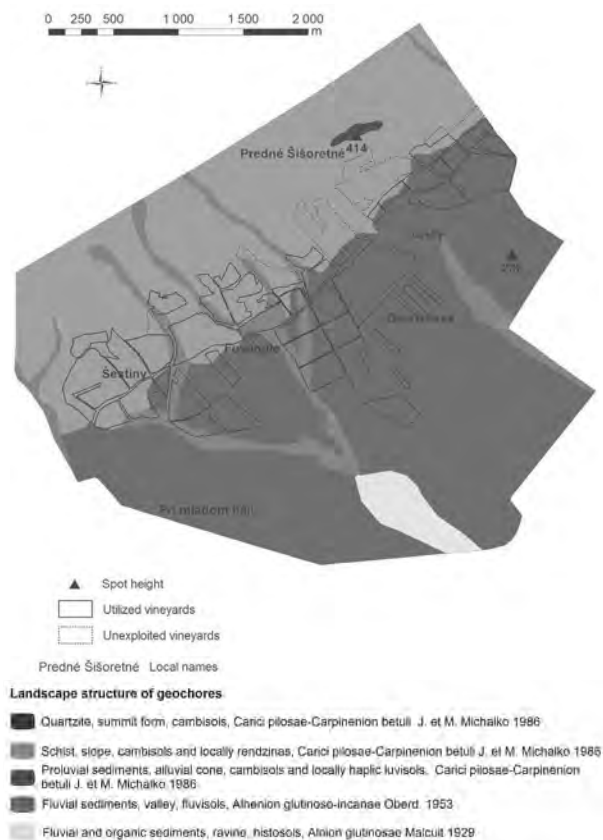 0 250 500 1 000 1 500 2 000
m
Predné Šišoretné
414
Šestiny
Pri mladom háji
Spot height
Utilized vineyards
Unexploited vineyards
Predné Šišoretné Local names
Landscape structure of geochores
Quartzite, summit form, cambisols, Carici pilosae-Carpinenion betuli J. et M. Michalko 1986
Schist, slope, cambisols and locally rendzinas, Carici pilosae-Carpinenion betuli J. et M. Michalko 1986
Proluvial sediments, alluvial cone, cambisols and locally haplic luvisols, Carici pilosae-Carpinenion
betuli J. et M. Michalko 1986
Fluvial sediments, valley, fluvisols, Alnenion glutinoso-incanae Oberd. 1953
Fluvial and organic sediments, ravine, histosols, Alnion glutinosae Malcuit 1929